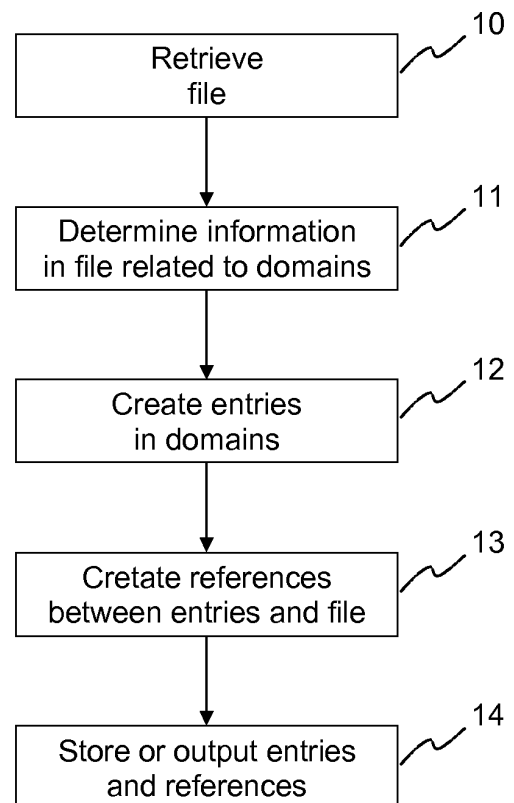 10
Retrieve
file
11
Determine information
in file related to domains
12
Create entries
in domains
13
Cretate references
between entries and file
14
Store or output entries
and references